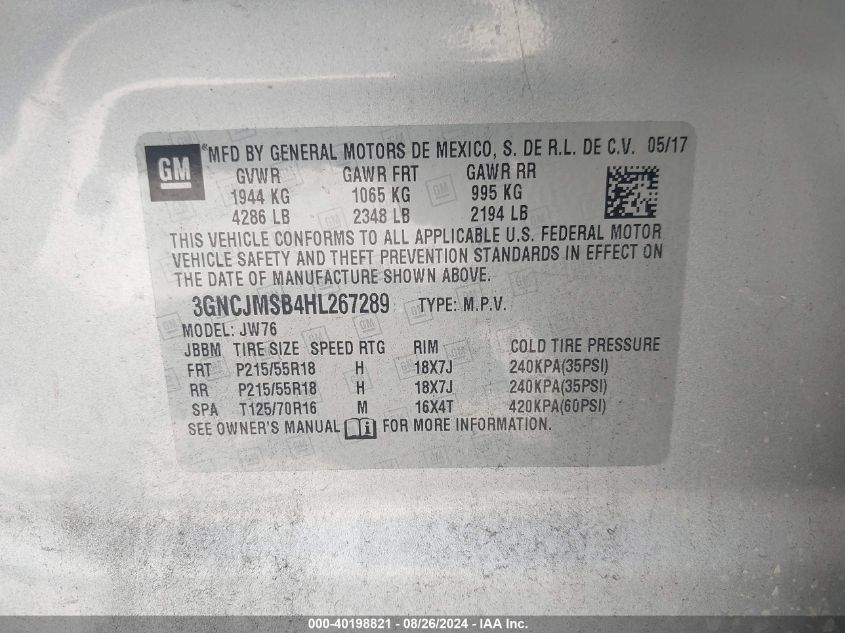 GM
*MFD BY GENERAL MOTORS DE MEXICO, S. DE R.L. DE C.V. 05/17
GVWR GAWR FRT GAWR RR
1944 KG 1065 KG 995 KG
4286 LB 2348 LB 2194 LB
THIS VEHICLE CONFORMS TO ALL APPLICABLE U.S. FEDERAL MOTOR
VEHICLE SAFETY AND THEFT PREVENTION STANDARDS IN EFFECT ON
THE DATE OF MANUFACTURE SHOWN ABOVE.
3GNCJMSB4HL267289 TYPE: M.P.V.
MODEL: JW76
JBBM TIRE SIZE SPEED RTG RIM COLD TIRE PRESSURE
FRT P215/55R18 H 18X7J 240KPA(35PSI)
RR P215/55R18 H 18X7J 240KPA(35PSI)
SPA T125/70R16 M 16X4T 420KPA(60PSI)
SEE OWNER'S MANUAL i FOR MORE INFORMATION.
000-40198821 - 08/26/2024 - IAA Inc.